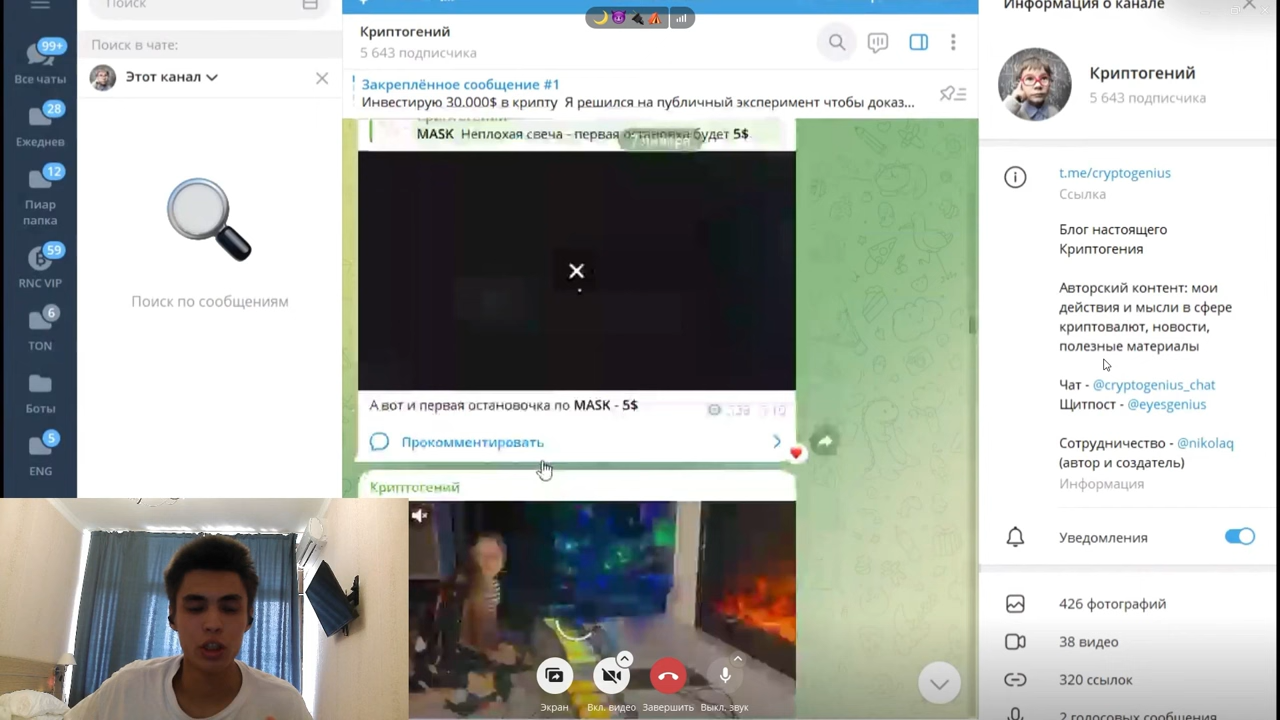 Поиск
Поиск в чате:
Этот канал
Поиск по сообщениям
99+
Все чаты
28
Ежеднев
12
Пиар
папка
59
RNC VIP
6
TON
Боты
5
ENG
Криптогений
5 643 подписчика
Закреплённое сообщение #1
Инвестирую 30.000$ в крипту Я решился на публичный эксперимент чтобы доказ...
MASK Неплохая свеча - первая остановка будет 5$
А вот и первая остановочка по MASK - 5$
Прокомментировать
Криптогений
Экран
Вкл. видео
Завершить
Выкл. звук
Информация о канале
Криптогений
5 643 подписчика
t.me/cryptogenius
Ссылка
Блог настоящего
Криптогения
Авторский контент: мои
действия и мысли в сфере
криптовалют, новости,
полезные материалы
Чат - @cryptogenius_chat
Щитпост - @eyesgenius
Сотрудничество - @nikolaq
(автор и создатель)
Информация
Уведомления
426 фотографий
38 видео
320 ссылок
2 голосовых сообщения